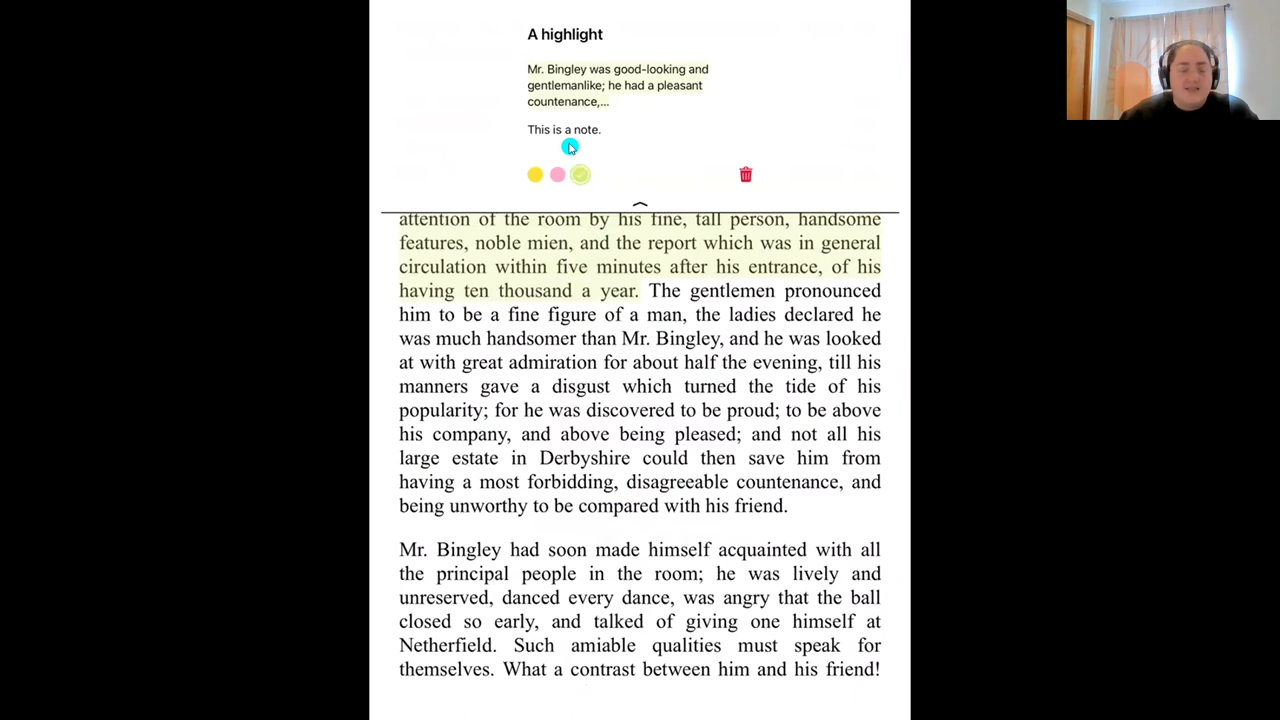 A highlight
Mr. Bingley was good-looking and
gentlemanlike; he had a pleasant
countenance,...
This is a note.
attention of the room by his fine, tall person, handsome
features, noble mien, and the report which was in general
circulation within five minutes after his entrance, of his
having ten thousand a year. The gentlemen pronounced
him to be a fine figure of a man, the ladies declared he
was much handsomer than Mr. Bingley, and he was looked
at with great admiration for about half the evening, till his
manners gave a disgust which turned the tide of his
popularity; for he was discovered to be proud; to be above
his company, and above being pleased; and not all his
large estate in Derbyshire could then save him from
having a most forbidding, disagreeable countenance, and
being unworthy to be compared with his friend.
Mr. Bingley had soon made himself acquainted with all
the principal people in the room; he was lively and
unreserved, danced every dance, was angry that the ball
closed so early, and talked of giving one himself at
Netherfield. Such amiable qualities must speak for
themselves. What a contrast between him and his friend!